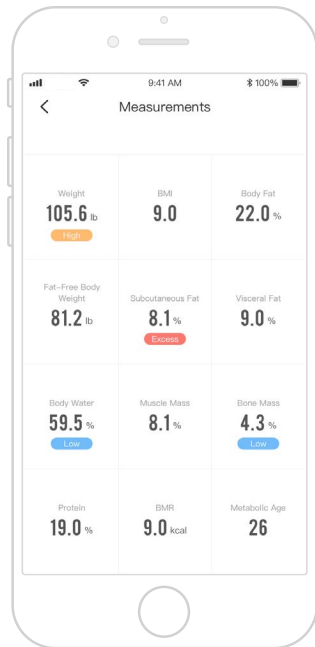 9:41 AM 100%
Measurements
Weight BMI Body Fat
105.6 lb 9.0 22.0 %
High
Fat-Free Body
Weight Subcutaneous Fat Visceral Fat
81.2 lb 8.1 % 9.0 %
Excess
Body Water Muscle Mass Bone Mass
59.5 % 8.1 % 4.3 %
Low Low
Protein BMR Metabolic Age
19.0 % 9.0 kcal 26